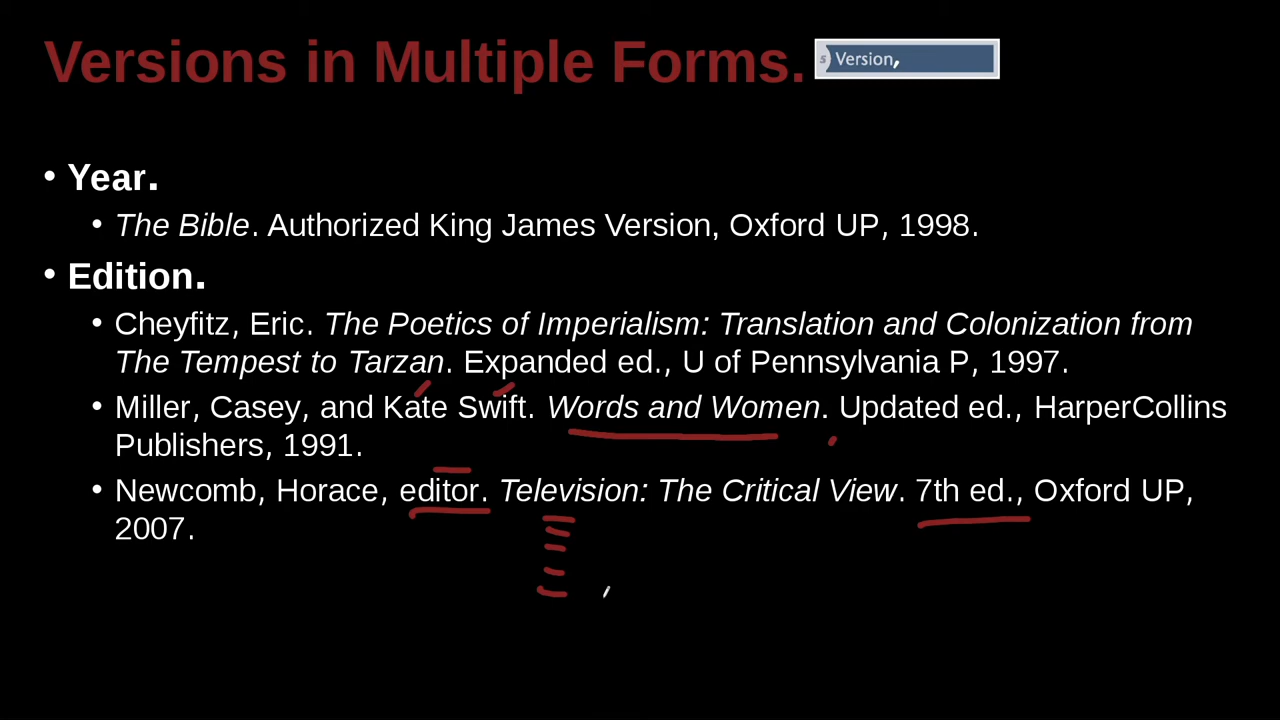 Versions in Multiple Forms.
5 Version,
• Year.
• The Bible. Authorized King James Version, Oxford UP, 1998.
• Edition.
• Cheyfitz, Eric. The Poetics of Imperialism: Translation and Colonization from
The Tempest to Tarzan. Expanded ed., U of Pennsylvania P, 1997.
• Miller, Casey, and Kate Swift. Words and Women. Updated ed., HarperCollins
Publishers, 1991.
• Newcomb, Horace, editor. Television: The Critical View. 7th ed., Oxford UP,
2007.